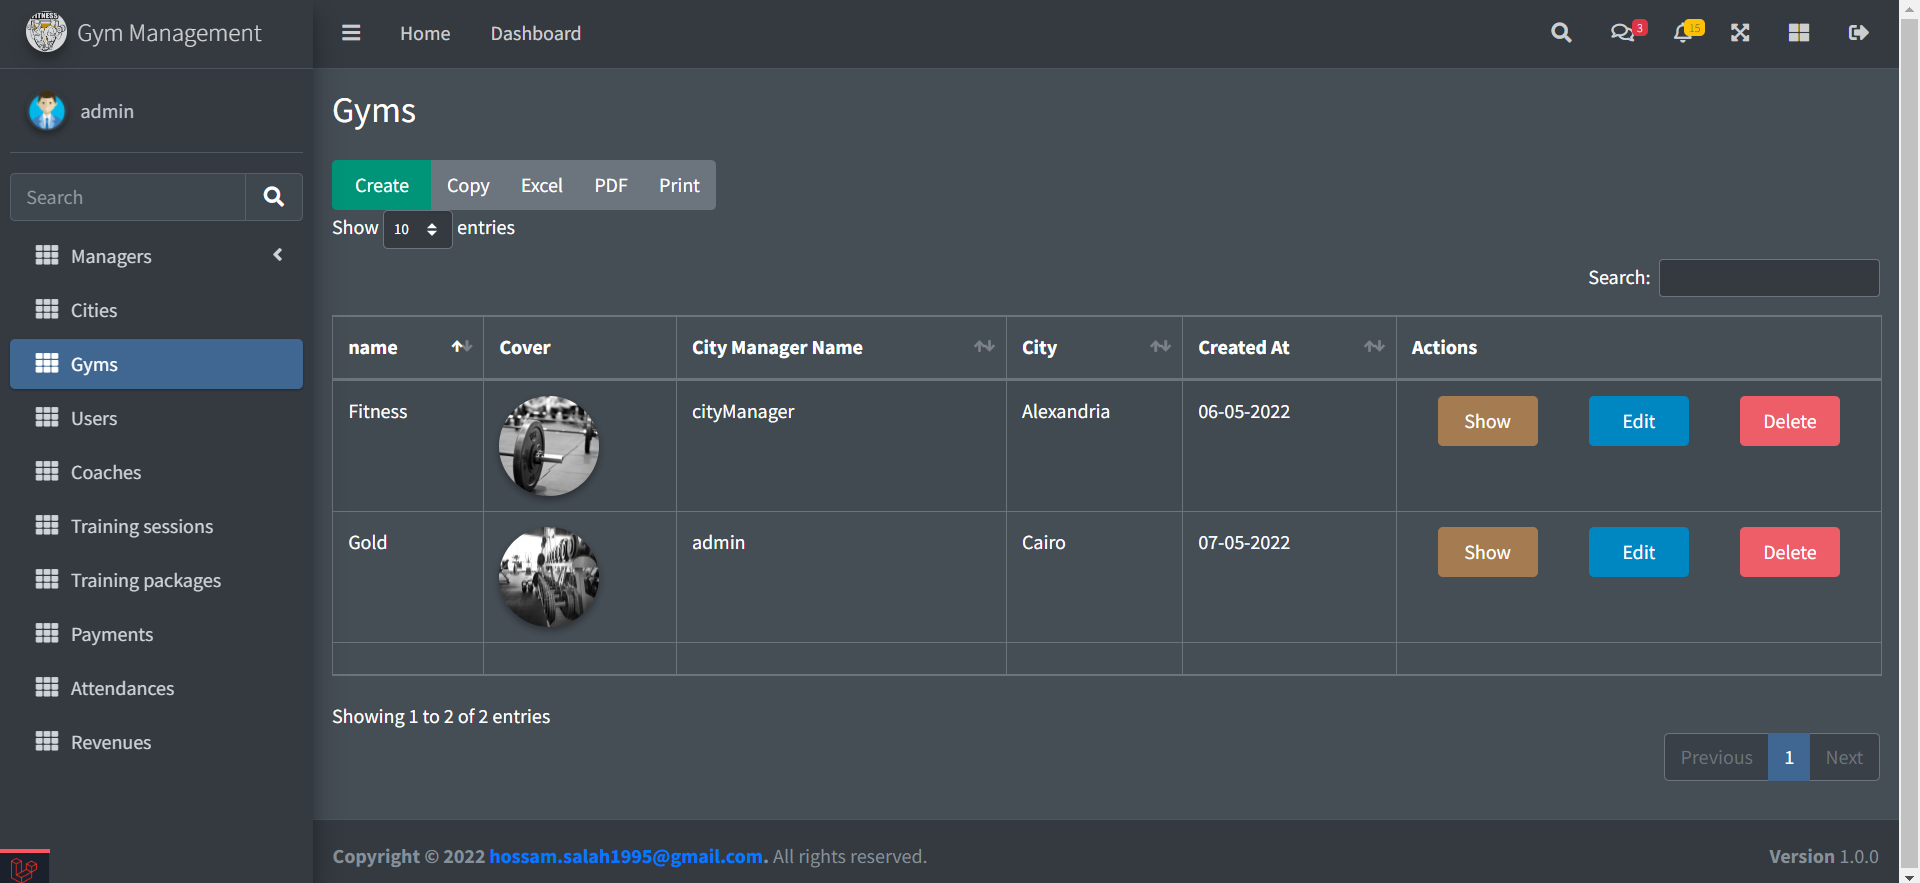 FITNESS
Gym Management
Home
Dashboard
3
15
admin
Search
Managers
Cities
Gyms
Users
Coaches
Training sessions
Training packages
Payments
Attendances
Revenues
Gyms
Create Copy Excel PDF Print
Show 10 entries
Search:
name Cover City Manager Name City Created At Actions
Fitness cityManager Alexandria 06-05-2022 Show Edit Delete
Gold admin Cairo 07-05-2022 Show Edit Delete
Showing 1 to 2 of 2 entries
Previous 1 Next
Copyright © 2022 hossam.salah1995@gmail.com. All rights reserved.
Version 1.0.0